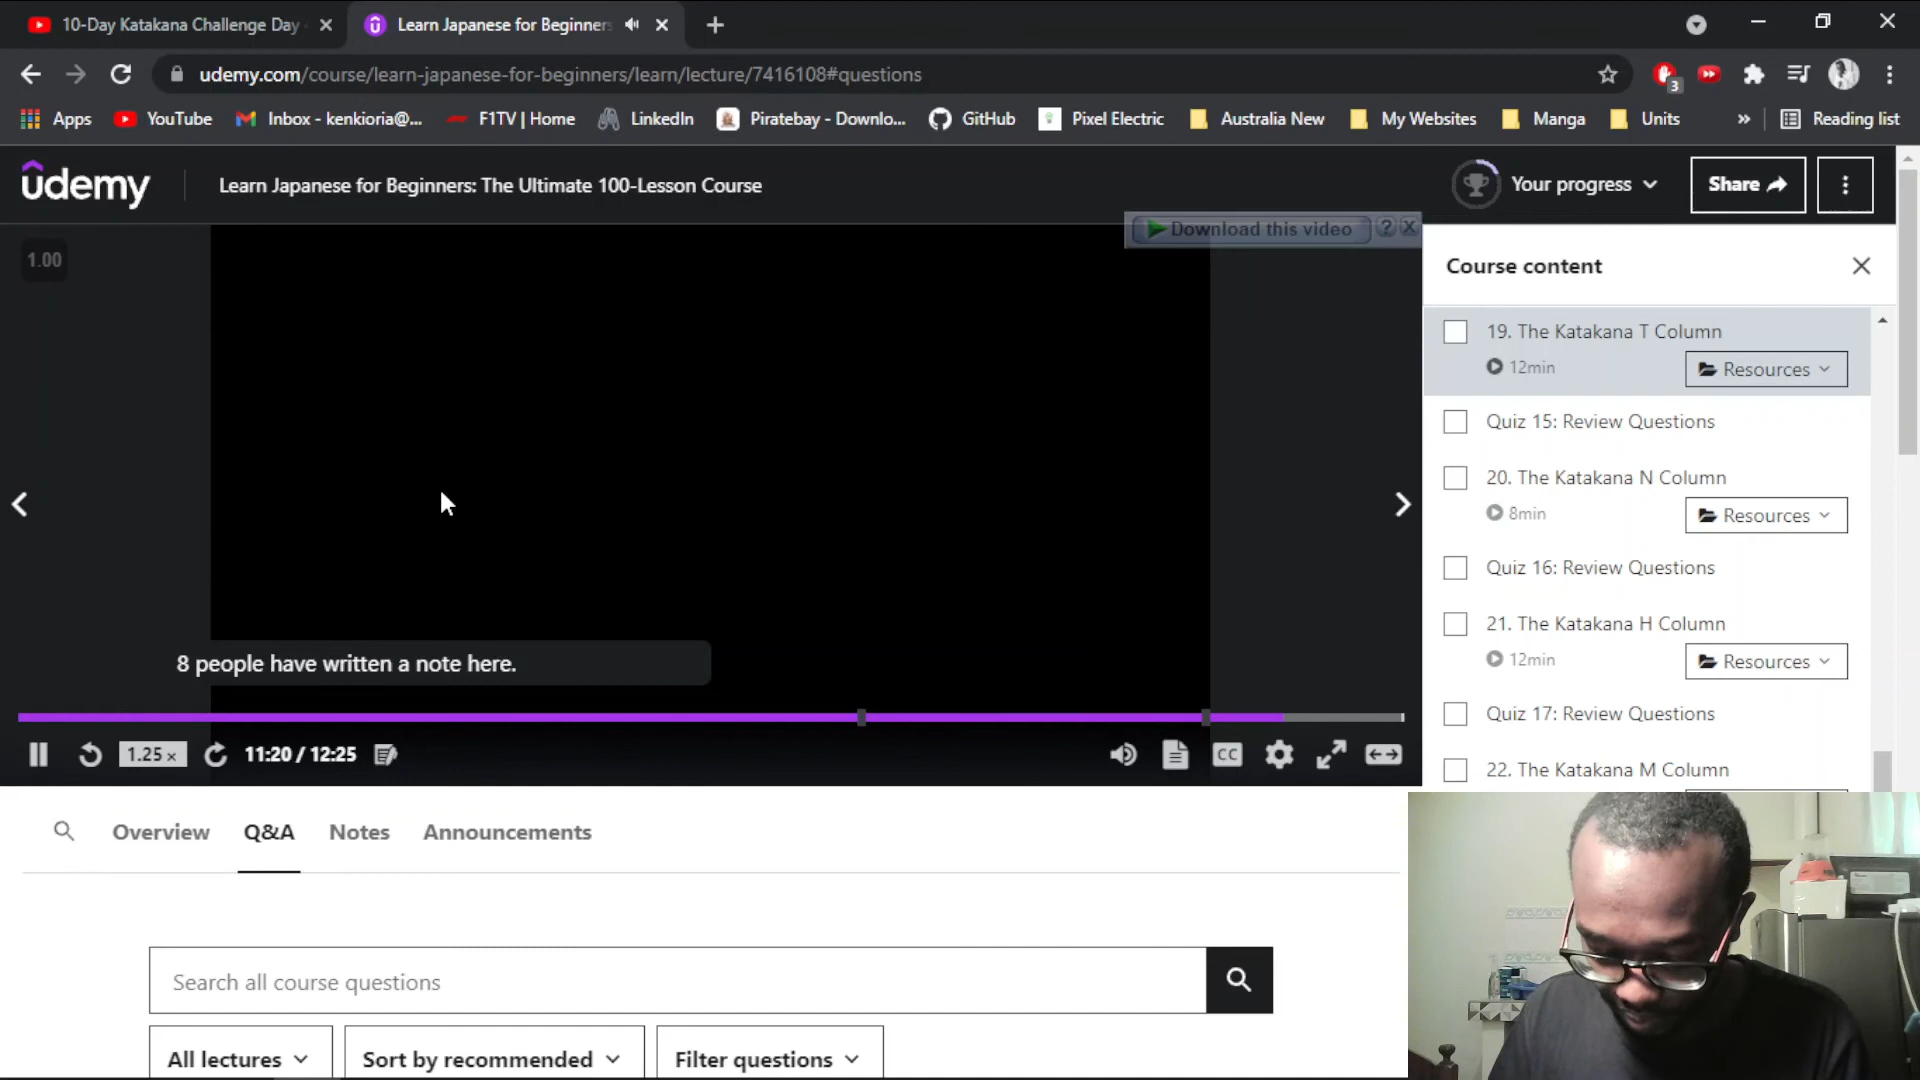 10-Day Katakana Challenge Day
Learn Japanese for Beginners
udemy.com/course/learn-japanese-for-beginners/learn/lecture/7416108#questions
3
Apps
YouTube
Inbox - kenkioria@...
F1TV | Home
LinkedIn
Piratebay - Downlo...
GitHub
Pixel Electric
Australia New
My Websites
Manga
Units
»
Reading list
udemy
Learn Japanese for Beginners: The Ultimate 100-Lesson Course
Your progress
Share
Download this video
?
X
1.00
Course content
19. The Katakana T Column
12min
Resources
Quiz 15: Review Questions
20. The Katakana N Column
8min
Resources
Quiz 16: Review Questions
21. The Katakana H Column
12min
Resources
Quiz 17: Review Questions
22. The Katakana M Column
8 people have written a note here.
1.25 x
11:20 / 12:25
CC
Overview
Q&A
Notes
Announcements
Search all course questions
All lectures
Sort by recommended
Filter questions